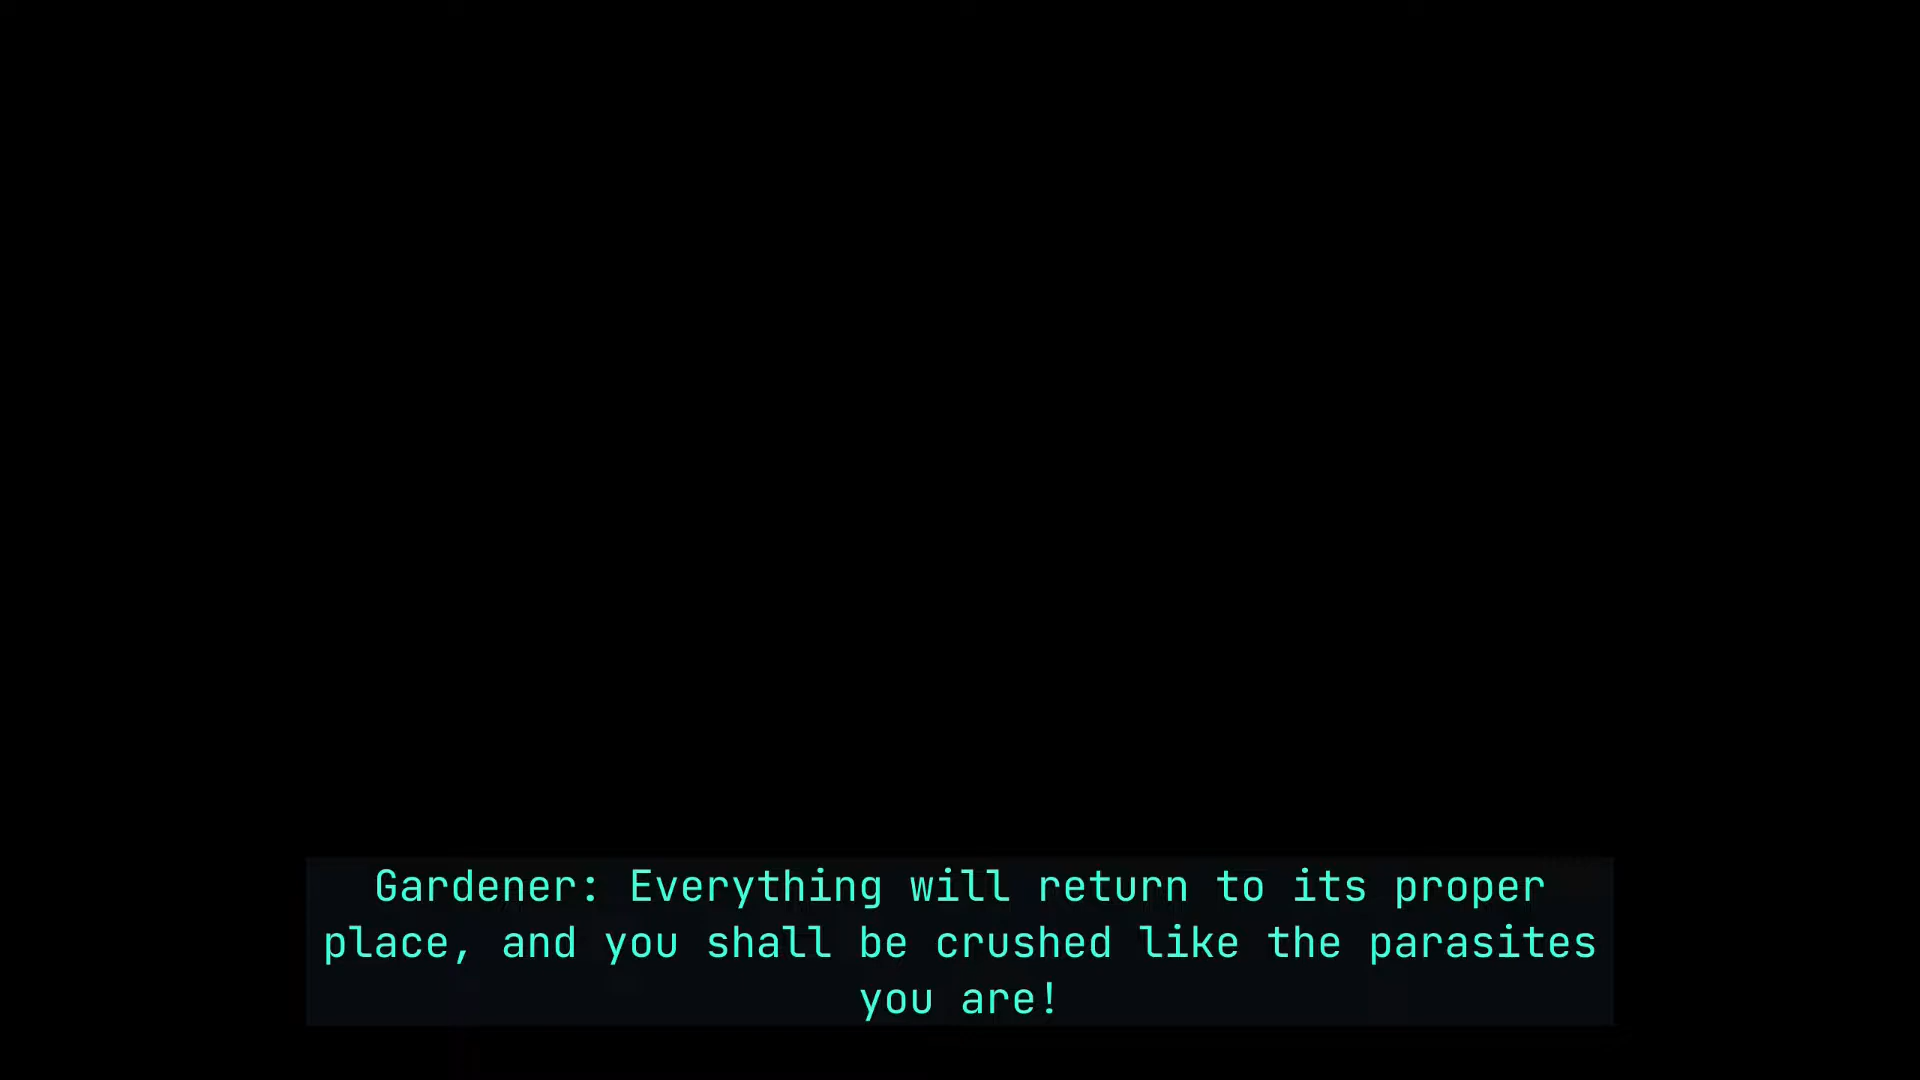 Gardener: Everything will return to its proper
place, and you shall be crushed like the parasites
you are!